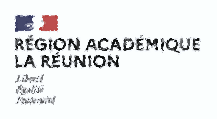 RÉGION ACADÉMIQUE
LA RÉUNION
Liberté
Égalité
Fraternité